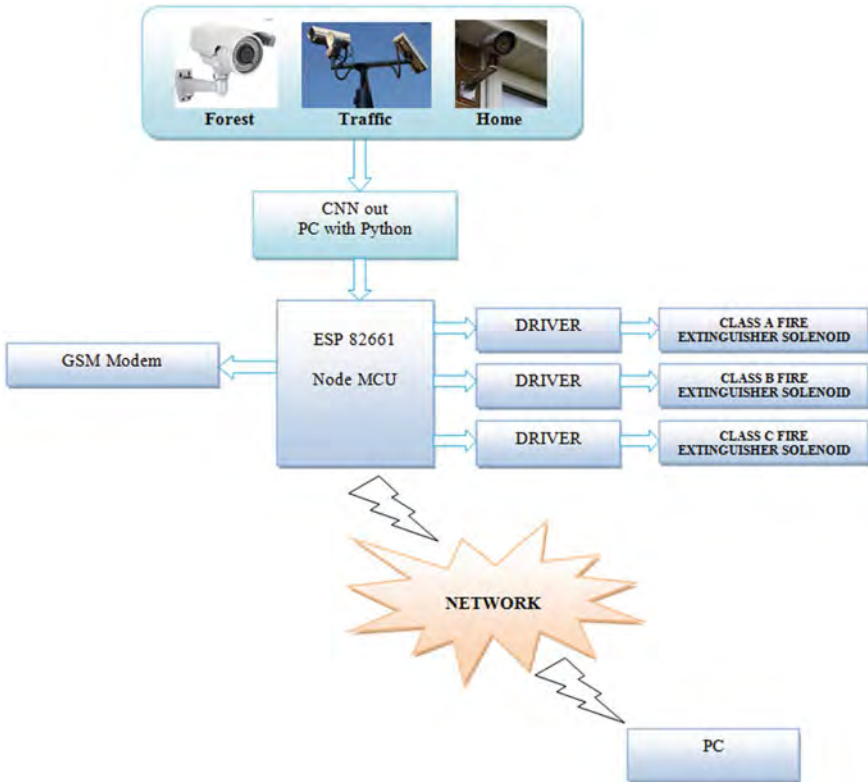 Forest
Traffic
Home
CNN out
PC with Python
ESP 82661
Node MCU
GSM Modem
DRIVER
CLASS A FIRE
EXTINGUISHER SOLENOID
DRIVER
CLASS B FIRE
EXTINGUISHER SOLENOID
DRIVER
CLASS C FIRE
EXTINGUISHER SOLENOID
NETWORK
PC